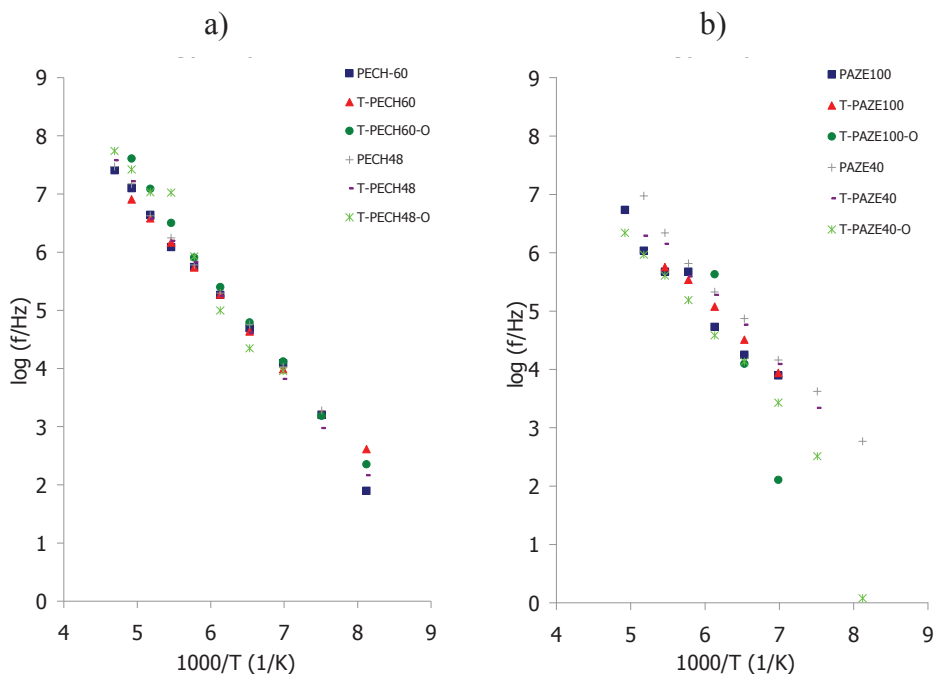 a)
b)
PECH-60
T-PECH60
T-PECH60-O
PECH48
T-PECH48
T-PECH48-O
9
8
7
6
5
4
3
2
1
0
log (f/Hz)
4 5 6 7 8 9
1000/T (1/K)
PAZE100
T-PAZE100
T-PAZE100-O
PAZE40
T-PAZE40
T-PAZE40-O
9
8
7
6
5
4
3
2
1
0
log (f/Hz)
4 5 6 7 8 9
1000/T (1/K)